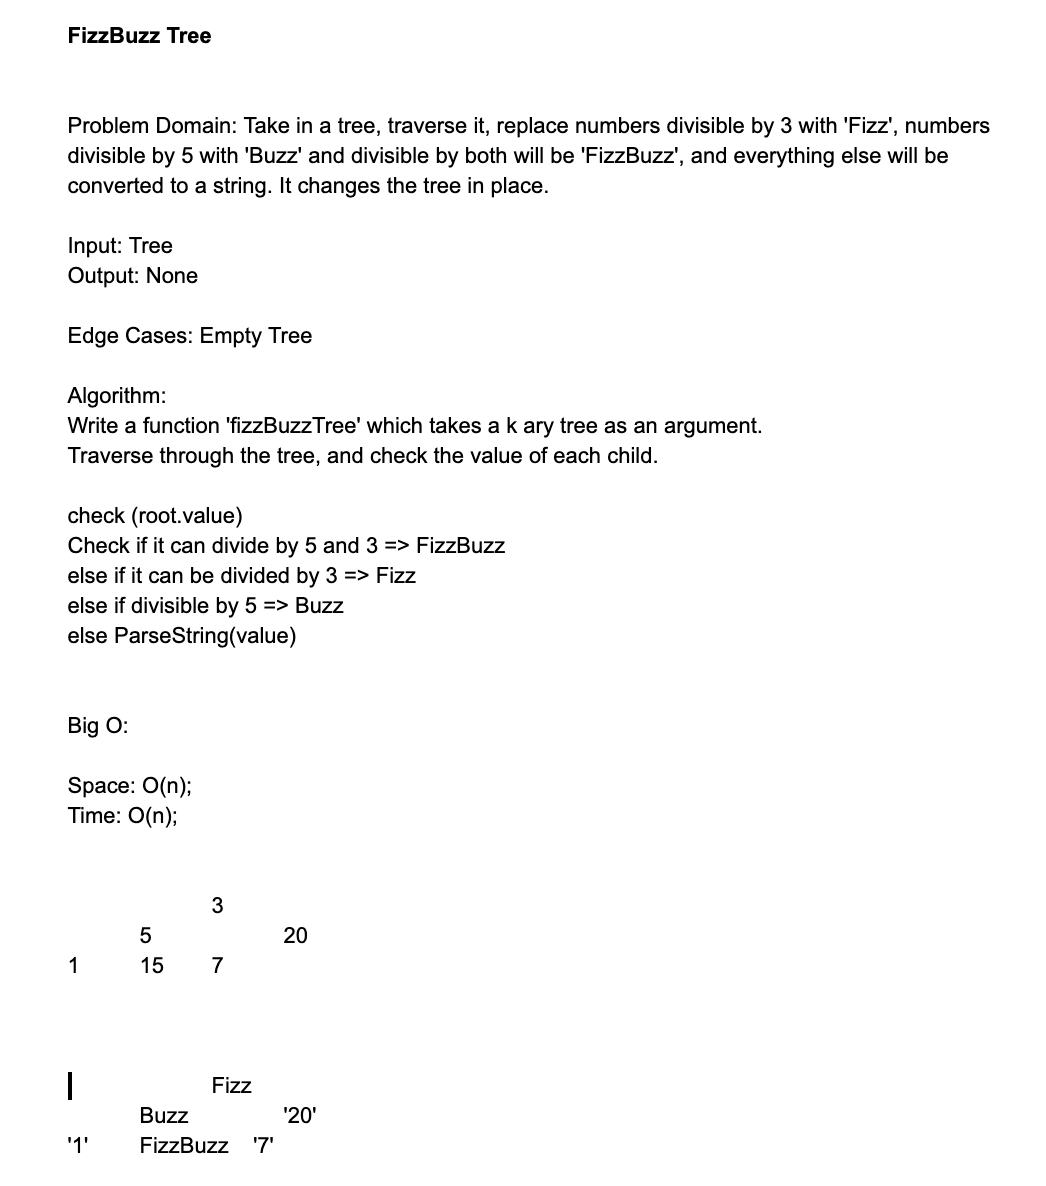 FizzBuzz Tree
Problem Domain: Take in a tree, traverse it, replace numbers divisible by 3 with 'Fizz', numbers
divisible by 5 with 'Buzz' and divisible by both will be 'FizzBuzz', and everything else will be
converted to a string. It changes the tree in place.
Input: Tree
Output: None
Edge Cases: Empty Tree
Algorithm:
Write a function 'fizzBuzzTree' which takes a k ary tree as an argument.
Traverse through the tree, and check the value of each child.
check (root.value)
Check if it can divide by 5 and 3 => FizzBuzz
else if it can be divided by 3 => Fizz
else if divisible by 5 => Buzz
else ParseString(value)
Big O:
Space: O(n);
Time: O(n);
3
5 20
1 15 7
Fizz
Buzz '20'
'1' FizzBuzz '7'